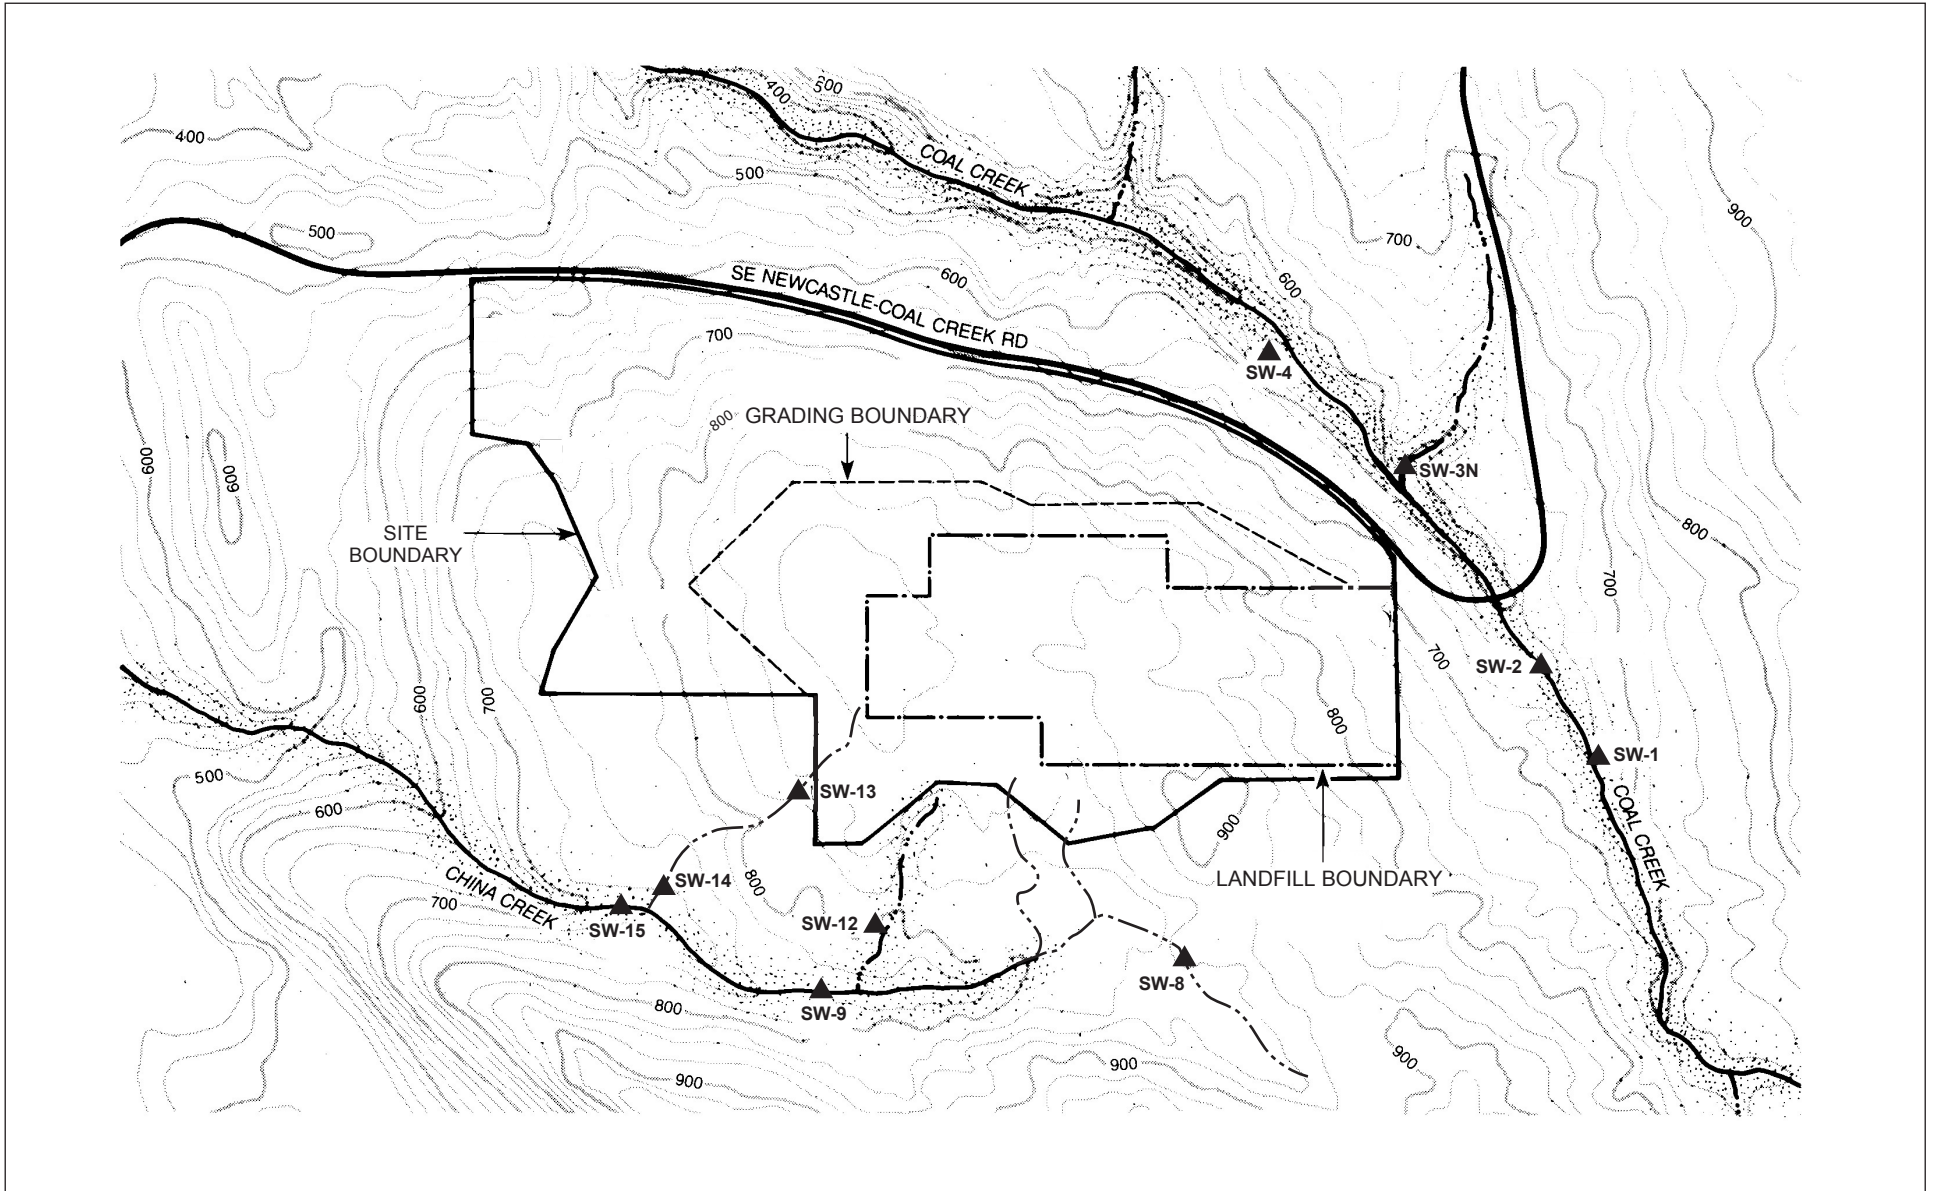 500
400
400
COAL CREEK
500
900
500
700
600
600
SE NEWCASTLE-COAL CREEK RD
700
SW-4
800
GRADING BOUNDARY
600
600
SW-3N
SITE
BOUNDARY
800
700
700
SW-2
600
700
800
SW-1
500
SW-13
COAL CREEK
600
900
800
SW-14
LANDFILL BOUNDARY
CHINA CREEK
700
SW-15
SW-12
SW-8
800
SW-9
900
900
900